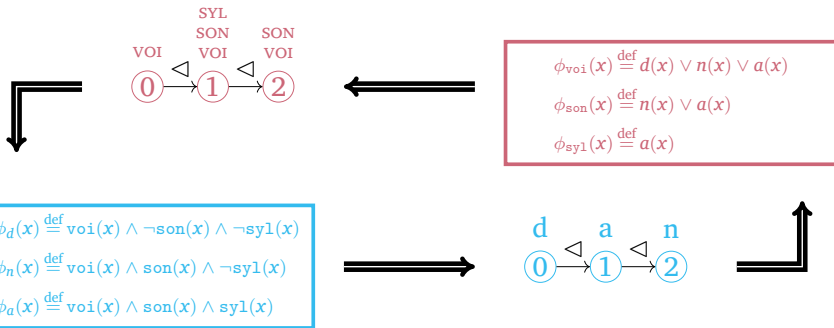 SYL SON
VOI SON VOI
VOI
◁ ◁
0 1 2
ϕvoi(x) def= d(x) ∨ n(x) ∨ a(x)
ϕson(x) def= n(x) ∨ a(x)
ϕsyl(x) def= a(x)
ϕd(x) def= voi(x) ∧ ¬son(x) ∧ ¬syl(x)
ϕn(x) def= voi(x) ∧ son(x) ∧ ¬syl(x)
ϕa(x) def= voi(x) ∧ son(x) ∧ syl(x)
d a n
◁ ◁
0 1 2